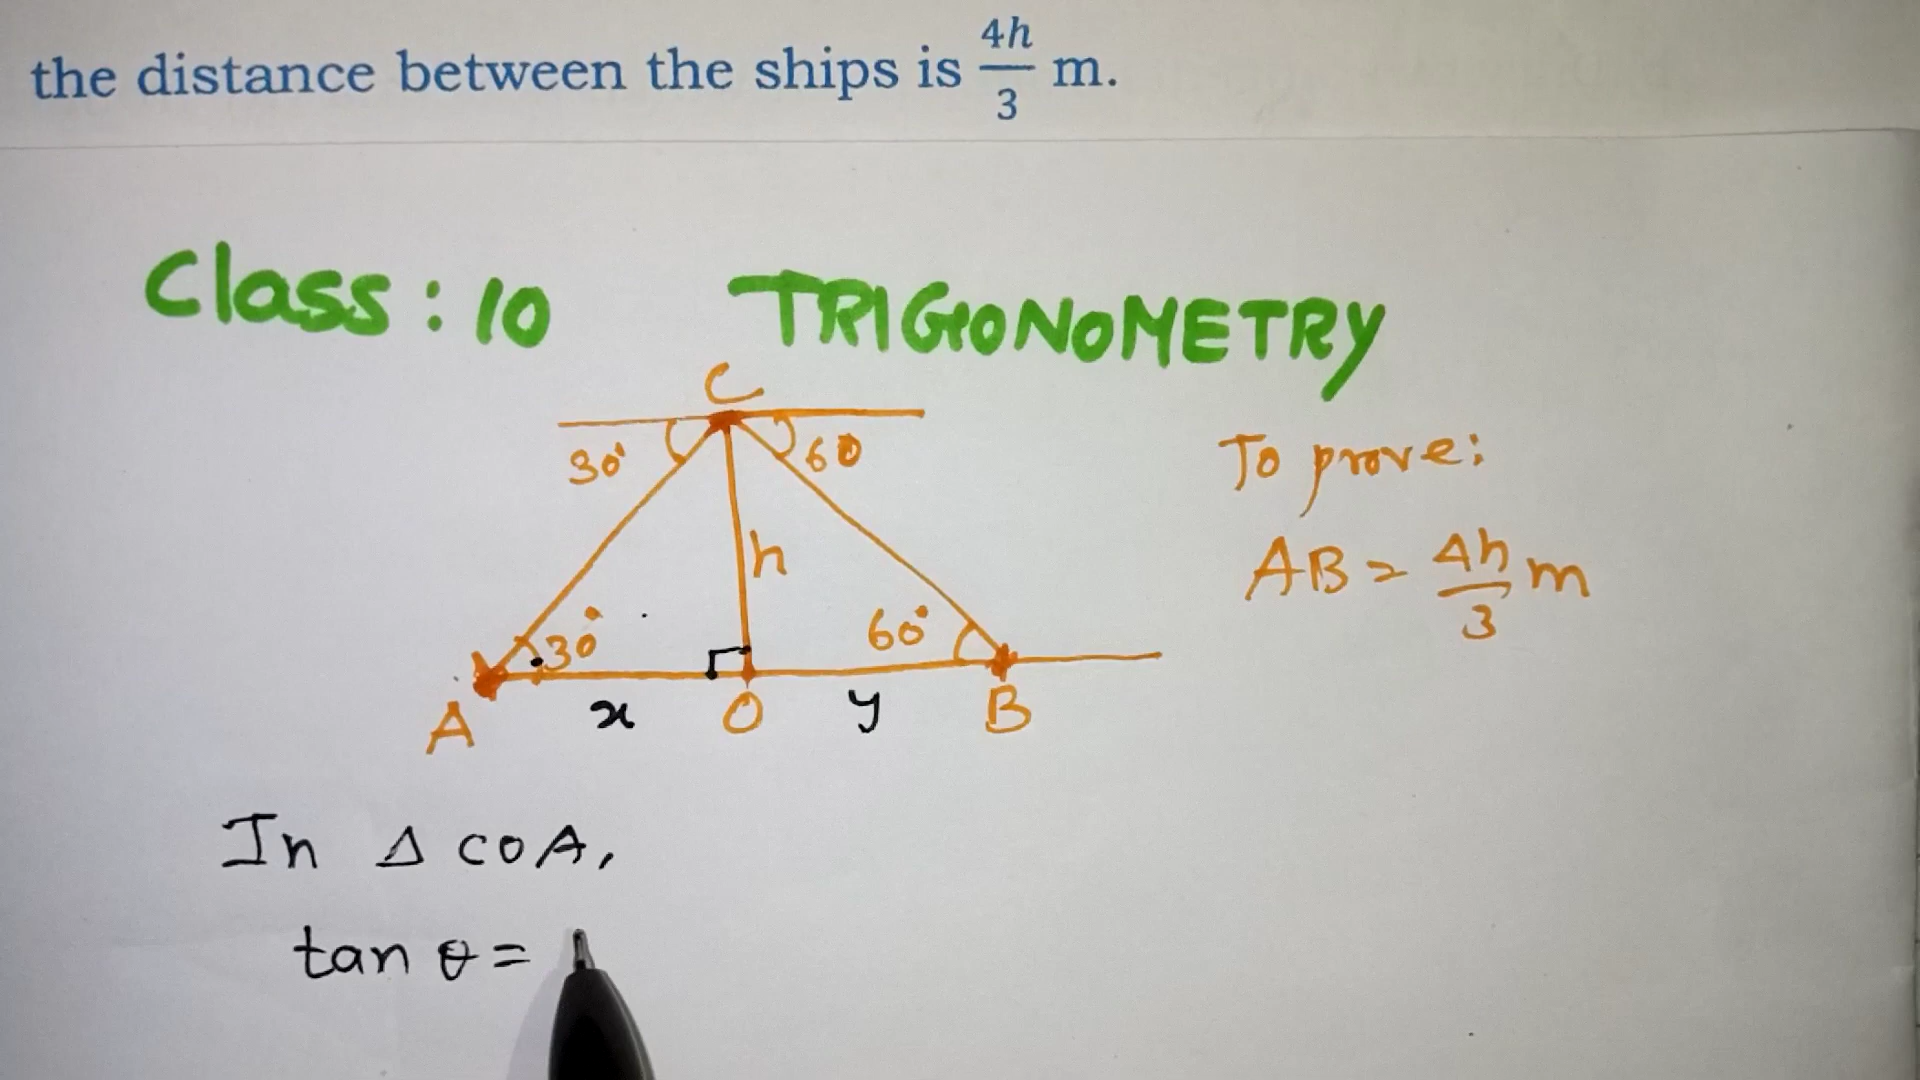 the distance between the ships is 4h/3 m.
Class : 10 TRIGONOMETRY
C
30° 60
To prove:
h
AB = 4h/3 m
30° 60°
A x O y B
In Δ COA,
tan θ =